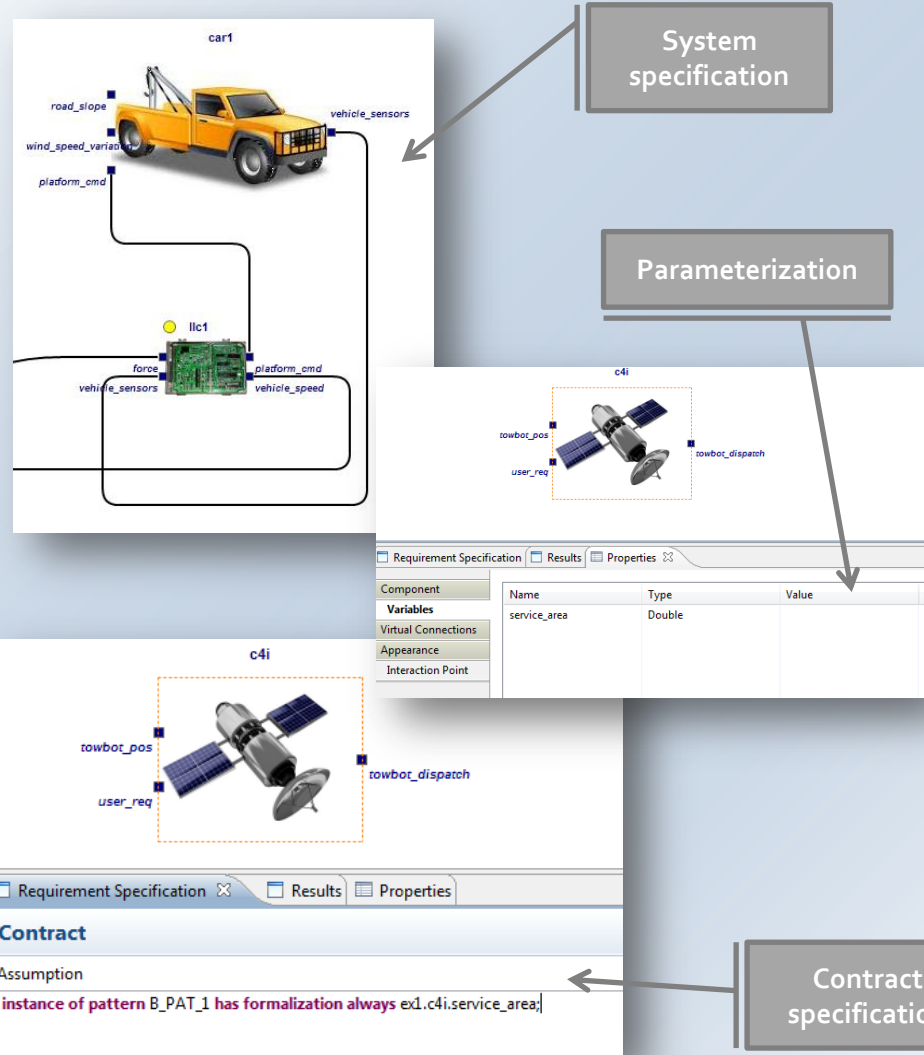 System
specification
car1
road_slope
vehicle_sensors
wind_speed_variation
platform_cmd
llc1
force
platform_cmd
vehicle_sensors
vehicle_speed
Parameterization
c4i
towbot_pos
towbot_dispatch
user_req
Requirement Specification Results Properties
Component
Variables
Virtual Connections
Appearance
Interaction Point
Name Type Value
service_area Double
c4i
towbot_pos
towbot_dispatch
user_req
Requirement Specification Results Properties
Contract
Assumption
instance of pattern B_PAT_1 has formalization always ex1.c4i.service_area;
Contract
specificatio